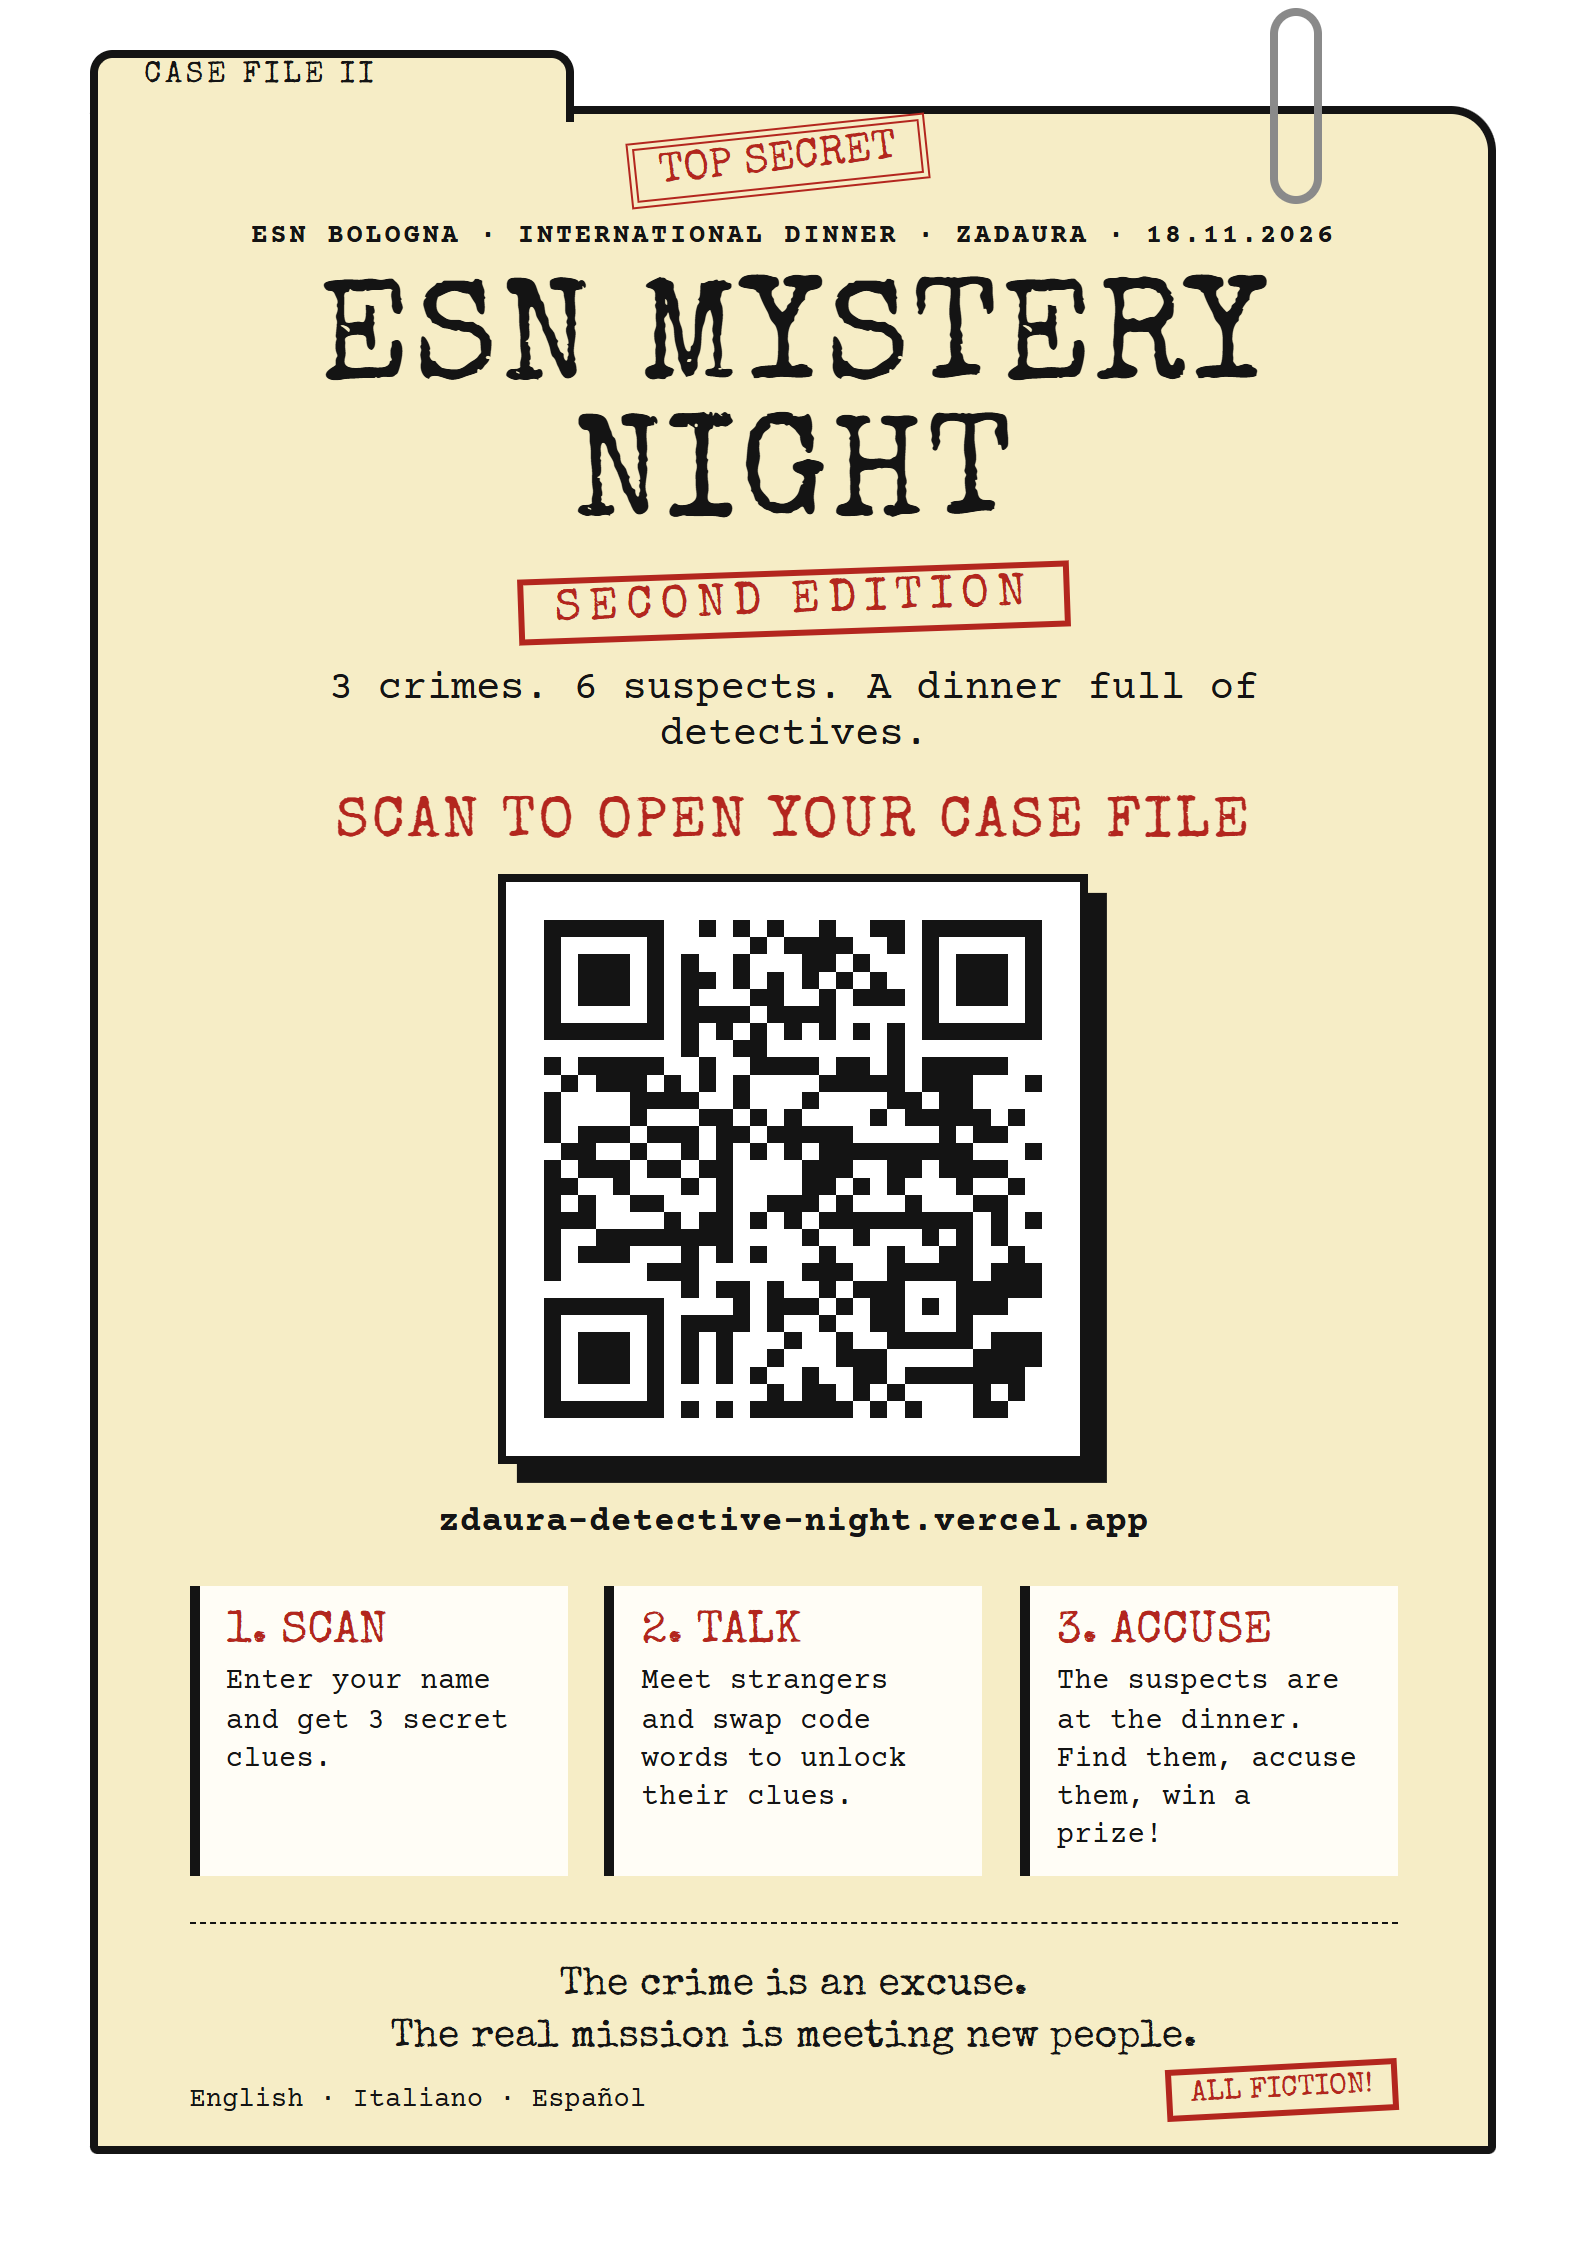 CASE FILE II
TOP SECRET
ESN BOLOGNA · INTERNATIONAL DINNER · ZADAURA · 18.11.2026
ESN MYSTERY
NIGHT
SECOND EDITION
3 crimes. 6 suspects. A dinner full of
detectives.
SCAN TO OPEN YOUR CASE FILE
zdaura-detective-night.vercel.app
1. SCAN
Enter your name
and get 3 secret
clues.
2. TALK
Meet strangers
and swap code
words to unlock
their clues.
3. ACCUSE
The suspects are
at the dinner.
Find them, accuse
them, win a
prize!
The crime is an excuse.
The real mission is meeting new people.
English · Italiano · Español
ALL FICTION!